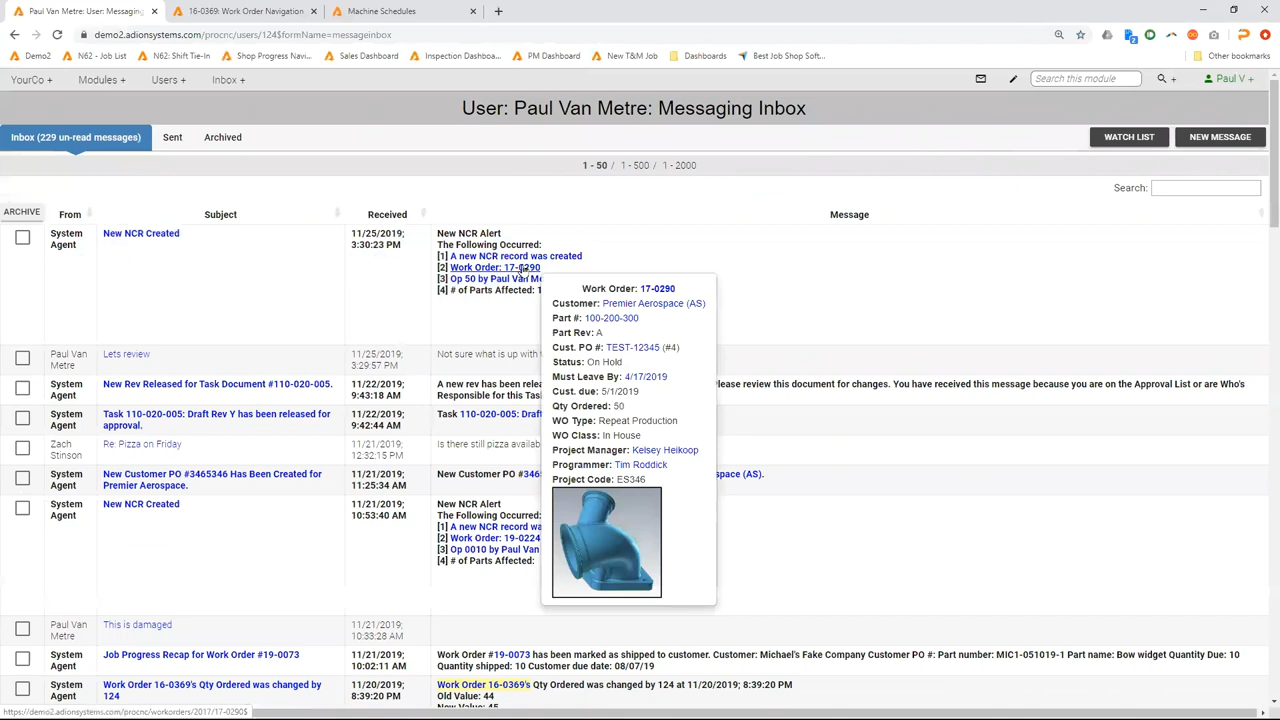 Paul Van Metre: User: Messaging
16-0369: Work Order Navigation
Machine Schedules
demo2.adionsystems.com/procnc/users/124$formName=messageinbox
Demo2
N62 - Job List
N62: Shift Tie-In
Shop Progress Navi...
Sales Dashboard
Inspection Dashboa...
PM Dashboard
New T&M Job
Dashboards
Best Job Shop Soft...
Other bookmarks
YourCo +
Modules +
Users +
Inbox +
Search this module
Paul V +
User: Paul Van Metre: Messaging Inbox
Inbox (229 un-read messages)
Sent
Archived
WATCH LIST
NEW MESSAGE
1 - 50 / 1 - 500 / 1 - 2000
Search:
ARCHIVE
From
Subject
Received
Message
System Agent
New NCR Created
11/25/2019; 3:30:23 PM
New NCR Alert
The Following Occurred:
[1] A new NCR record was created
[2] Work Order: 17-0290
[3] Op 50 by Paul Van Me
[4] # of Parts Affected: 1
Work Order: 17-0290
Customer: Premier Aerospace (AS)
Part #: 100-200-300
Part Rev: A
Cust. PO #: TEST-12345 (#4)
Status: On Hold
Must Leave By: 4/17/2019
Cust. due: 5/1/2019
Qty Ordered: 50
WO Type: Repeat Production
WO Class: In House
Project Manager: Kelsey Heikoop
Programmer: Tim Roddick
Project Code: ES346
Paul Van Metre
Lets review
11/25/2019; 3:29:57 PM
Not sure what is up with
System Agent
New Rev Released for Task Document #110-020-005.
11/22/2019; 9:43:18 AM
A new rev has been relea
Please review this document for changes. You have received this message because you are on the Approval List or are Who's
Responsible for this Tas
System Agent
Task 110-020-005: Draft Rev Y has been released for approval.
11/22/2019; 9:42:44 AM
Task 110-020-005: Draft
Zach Stinson
Re: Pizza on Friday
11/21/2019; 12:32:15 PM
Is there still pizza availab
System Agent
New Customer PO #3465346 Has Been Created for Premier Aerospace.
11/21/2019; 11:25:34 AM
New Customer PO #346
space (AS).
System Agent
New NCR Created
11/21/2019; 10:53:40 AM
New NCR Alert
The Following Occurred:
[1] A new NCR record wa
[2] Work Order: 19-0224
[3] Op 0010 by Paul Van
[4] # of Parts Affected:
Paul Van Metre
This is damaged
11/21/2019; 10:33:28 AM
System Agent
Job Progress Recap for Work Order #19-0073
11/21/2019; 10:02:11 AM
Work Order #19-0073 has been marked as shipped to customer. Customer: Michael's Fake Company Customer PO #: Part number: MIC1-051019-1 Part name: Bow widget Quantity Due: 10
Quantity shipped: 10 Customer due date: 08/07/19
System Agent
Work Order 16-0369's Qty Ordered was changed by 124
11/20/2019; 8:39:20 PM
Work Order 16-0369's Qty Ordered was changed by 124 at 11/20/2019; 8:39:20 PM
Old Value: 44
New Value: 45
https://demo2.adionsystems.com/procnc/workorders/2017/17-0290$